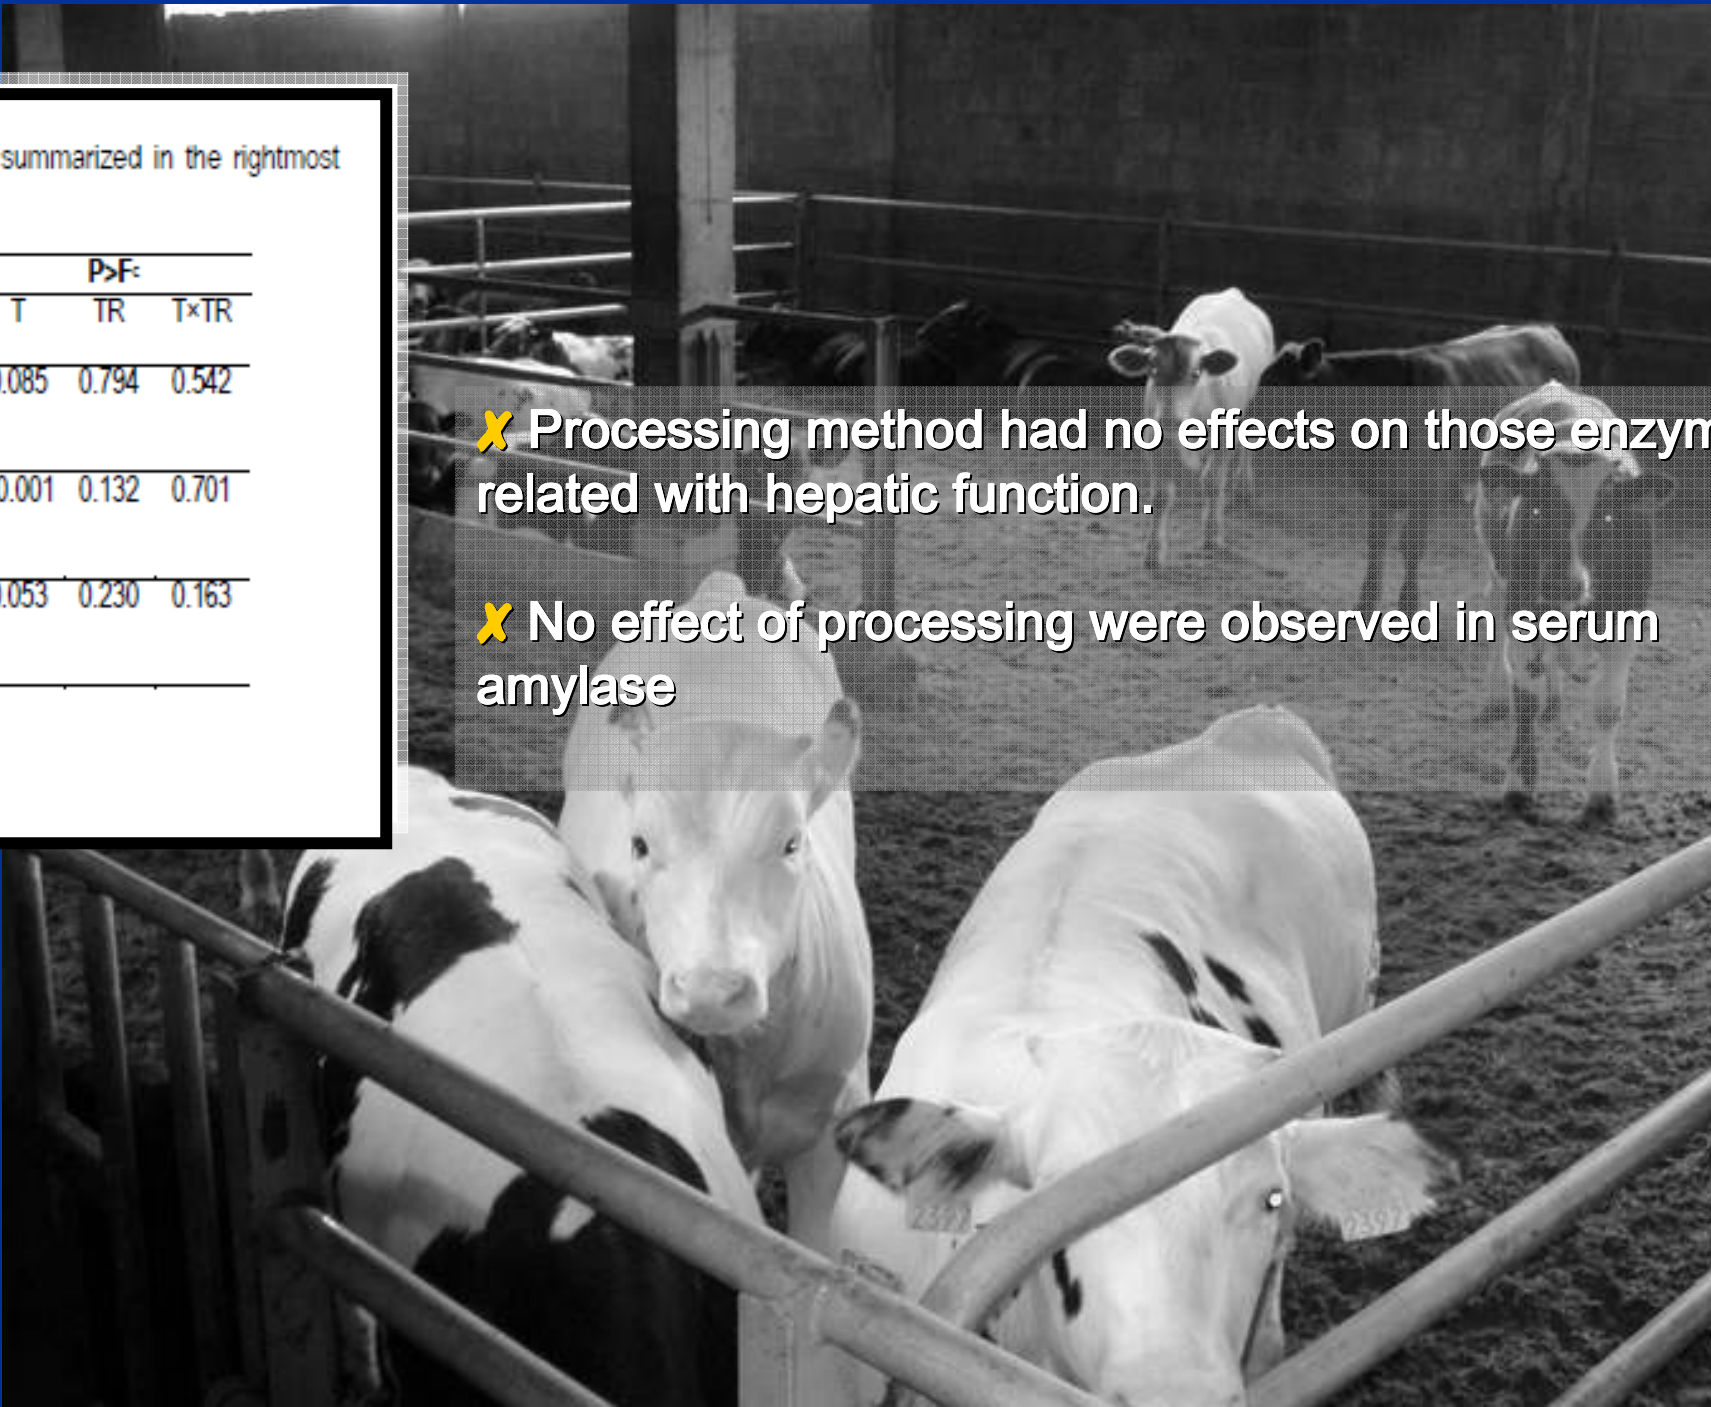 summarized in the rightmost
P>F
T TR T×TR
.085 0.794 0.542
0.001 0.132 0.701
.053 0.230 0.163
✘ Processing method had no effects on those enzym
related with hepatic function.
✘ No effect of processing were observed in serum
amylase